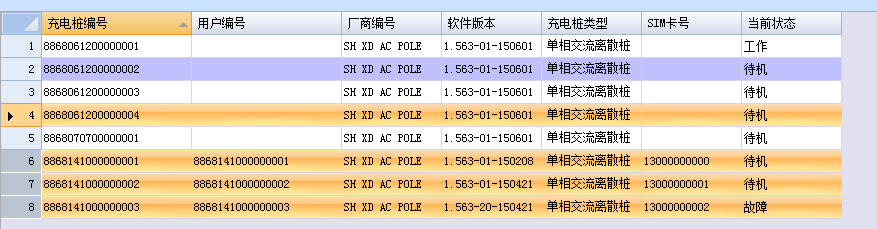 充电桩编号 用户编号 厂商编号 软件版本 充电桩类型 SIM卡号 当前状态
1 8868061200000001 SH XD AC POLE 1.563-01-150601 单相交流离散桩 工作
2 8868061200000002 SH XD AC POLE 1.563-01-150601 单相交流离散桩 待机
3 8868061200000003 SH XD AC POLE 1.563-01-150601 单相交流离散桩 待机
4 8868061200000004 SH XD AC POLE 1.563-01-150601 单相交流离散桩 待机
5 8868070700000001 SH XD AC POLE 1.563-01-150601 单相交流离散桩 待机
6 8868141000000001 8868141000000001 SH XD AC POLE 1.563-01-150208 单相交流离散桩 13000000000 待机
7 8868141000000002 8868141000000002 SH XD AC POLE 1.563-01-150421 单相交流离散桩 13000000001 待机
8 8868141000000003 8868141000000003 SH XD AC POLE 1.563-20-150421 单相交流离散桩 13000000002 故障